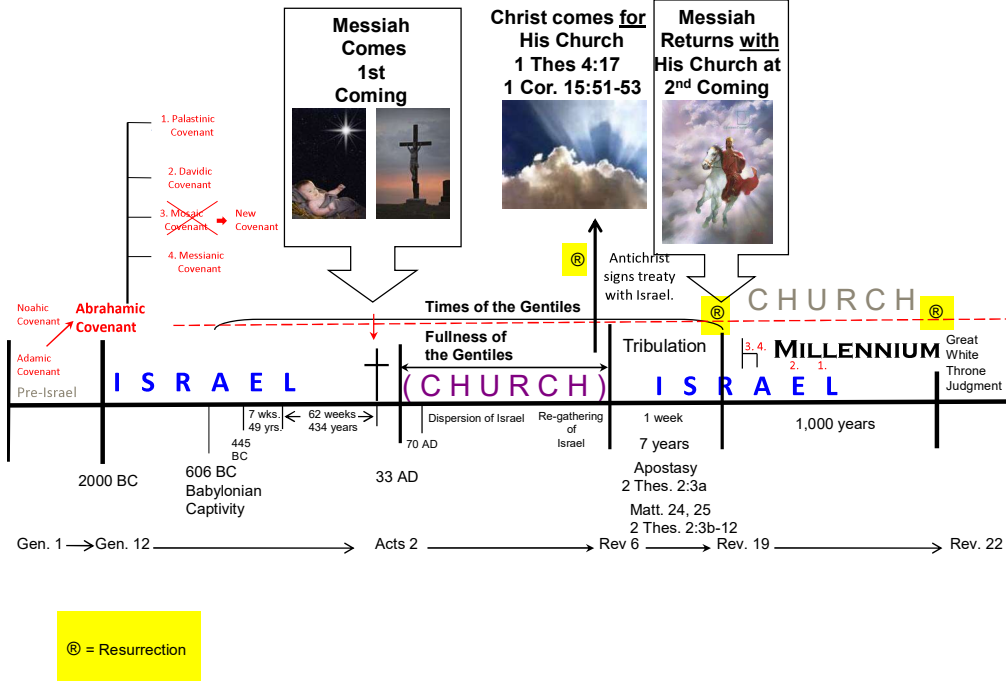 Messiah
Comes
1st
Coming
Christ comes for
His Church
1 Thes 4:17
1 Cor. 15:51-53
Messiah
Returns with
His Church at
2nd Coming
1. Palastinic
Covenant
2. Davidic
Covenant
3. Mosaic
Covenant
New
Covenant
4. Messianic
Covenant
Noahic
Covenant
Abrahamic
Covenant
Adamic
Covenant
Pre-Israel
®
Antichrist
signs treaty
with Israel.
Times of the Gentiles
®
CHURCH
®
Fullness of
the Gentiles
Tribulation
3. 4.
MILLENNIUM
2. 1.
Great
White
Throne
Judgment
ISRAEL
(CHURCH)
ISRAEL
7 wks.
49 yrs.
62 weeks
434 years
445
BC
70 AD
Dispersion of Israel
Re-gathering
of
Israel
1 week
7 years
1,000 years
2000 BC
606 BC
Babylonian
Captivity
33 AD
Apostasy
2 Thes. 2:3a
Matt. 24, 25
2 Thes. 2:3b-12
Gen. 1
Gen. 12
Acts 2
Rev 6
Rev. 19
Rev. 22
® = Resurrection